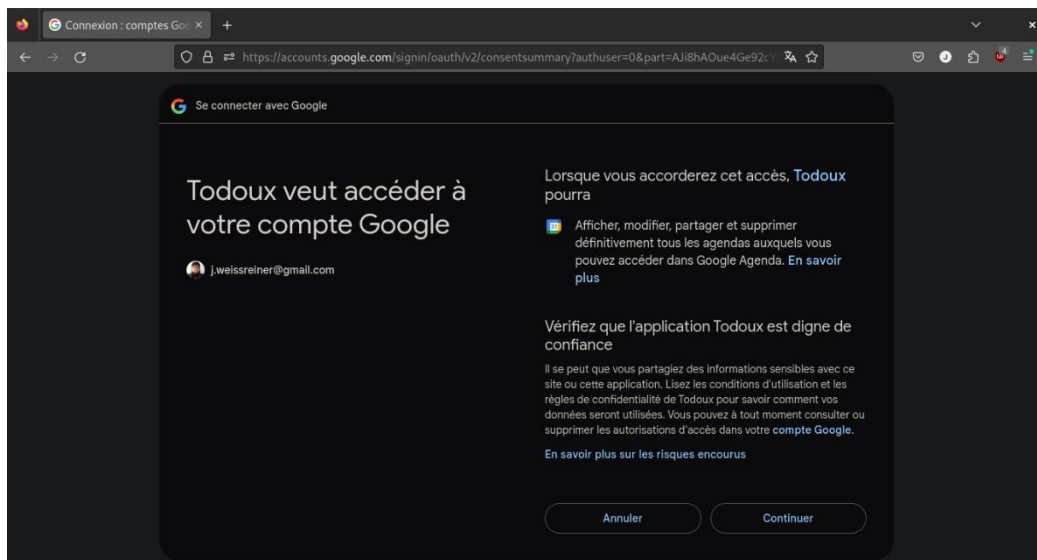 Connexion : comptes Goo
https://accounts.google.com/signin/oauth/v2/consentsummary?authuser=0&part=AJi8hAOue4Ge92c
J
4
Se connecter avec Google
Todoux veut accéder à
votre compte Google
j.weissreiner@gmail.com
Lorsque vous accorderez cet accès, Todoux
pourra
Afficher, modifier, partager et supprimer
définitivement tous les agendas auxquels vous
pouvez accéder dans Google Agenda. En savoir
plus
Vérifiez que l'application Todoux est digne de
confiance
Il se peut que vous partagiez des informations sensibles avec ce
site ou cette application. Lisez les conditions d'utilisation et les
règles de confidentialité de Todoux pour savoir comment vos
données seront utilisées. Vous pouvez à tout moment consulter ou
supprimer les autorisations d'accès dans votre compte Google.
En savoir plus sur les risques encourus
Annuler
Continuer